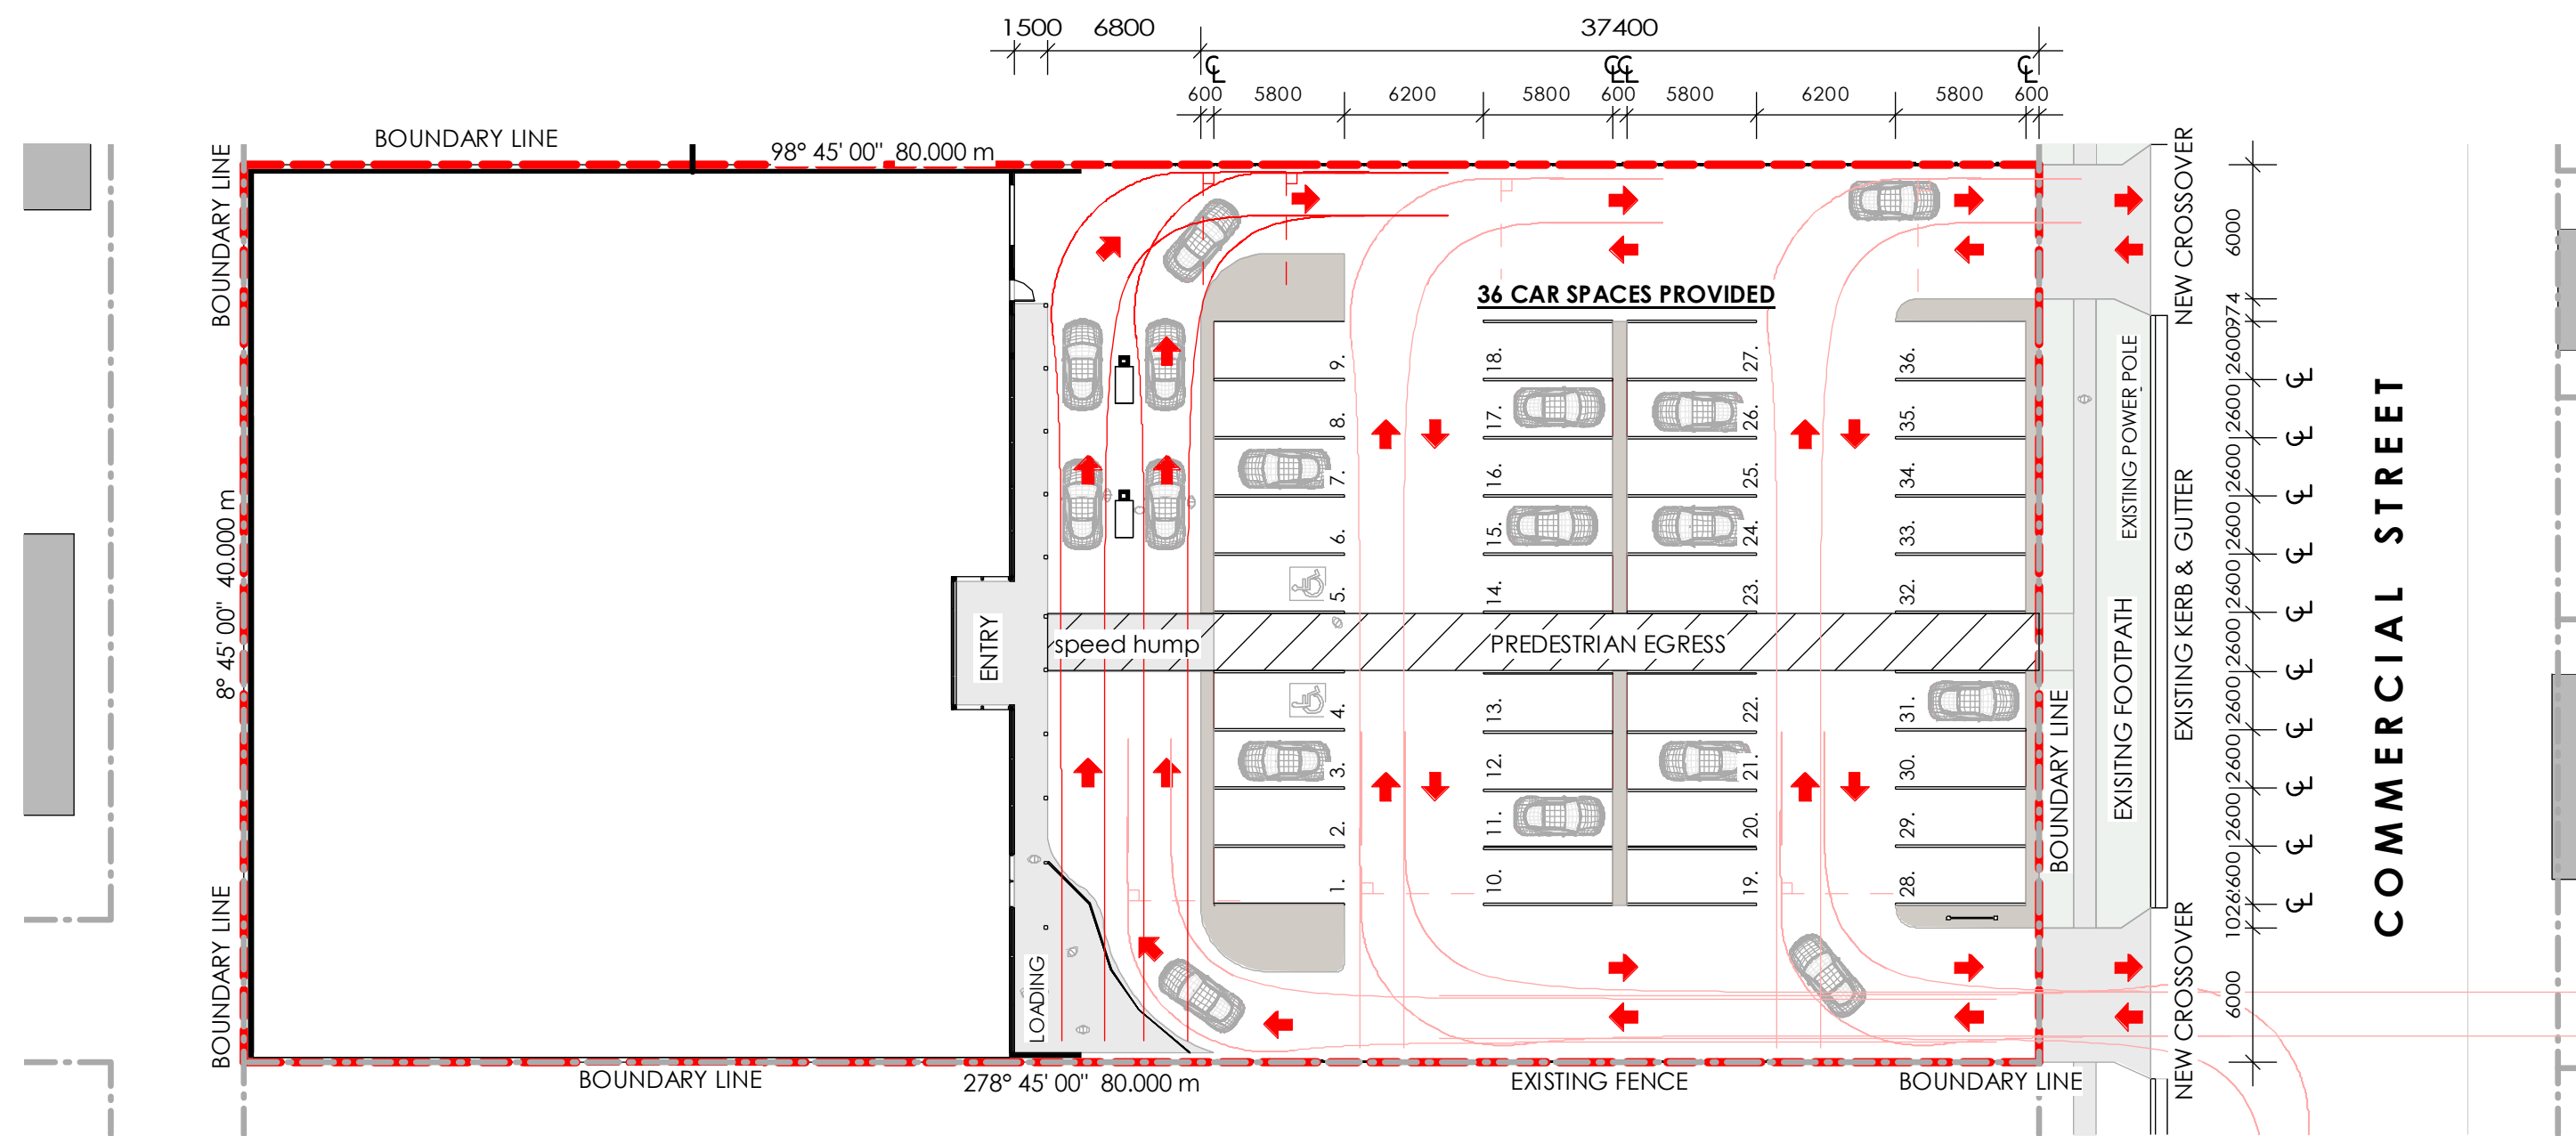 1500 6800 37400
600 5800 6200 5800 600 5800 6200 5800 600
BOUNDARY LINE
98° 45' 00" 80.000 m
BOUNDARY LINE
8° 45' 00" 40.000 m
BOUNDARY LINE
36 CAR SPACES PROVIDED
9.
8.
7.
6.
5.
4.
3.
2.
1.
18.
17.
16.
15.
14.
13.
12.
11.
10.
27.
26.
25.
24.
23.
22.
21.
20.
19.
36.
35.
34.
33.
32.
31.
30.
29.
28.
ENTRY
speed hump
PREDESTRIAN EGRESS
LOADING
BOUNDARY LINE
EXISITNG FOOTPATH
EXISTING POWER POLE
NEW CROSSOVER
EXISTING KERB & GUTTER
NEW CROSSOVER
6000
974
2600
2600
2600
2600
2600
2600
2600
2600
2600
2600
6000
COMMERCIAL STREET
BOUNDARY LINE
278° 45' 00" 80.000 m
EXISTING FENCE
BOUNDARY LINE